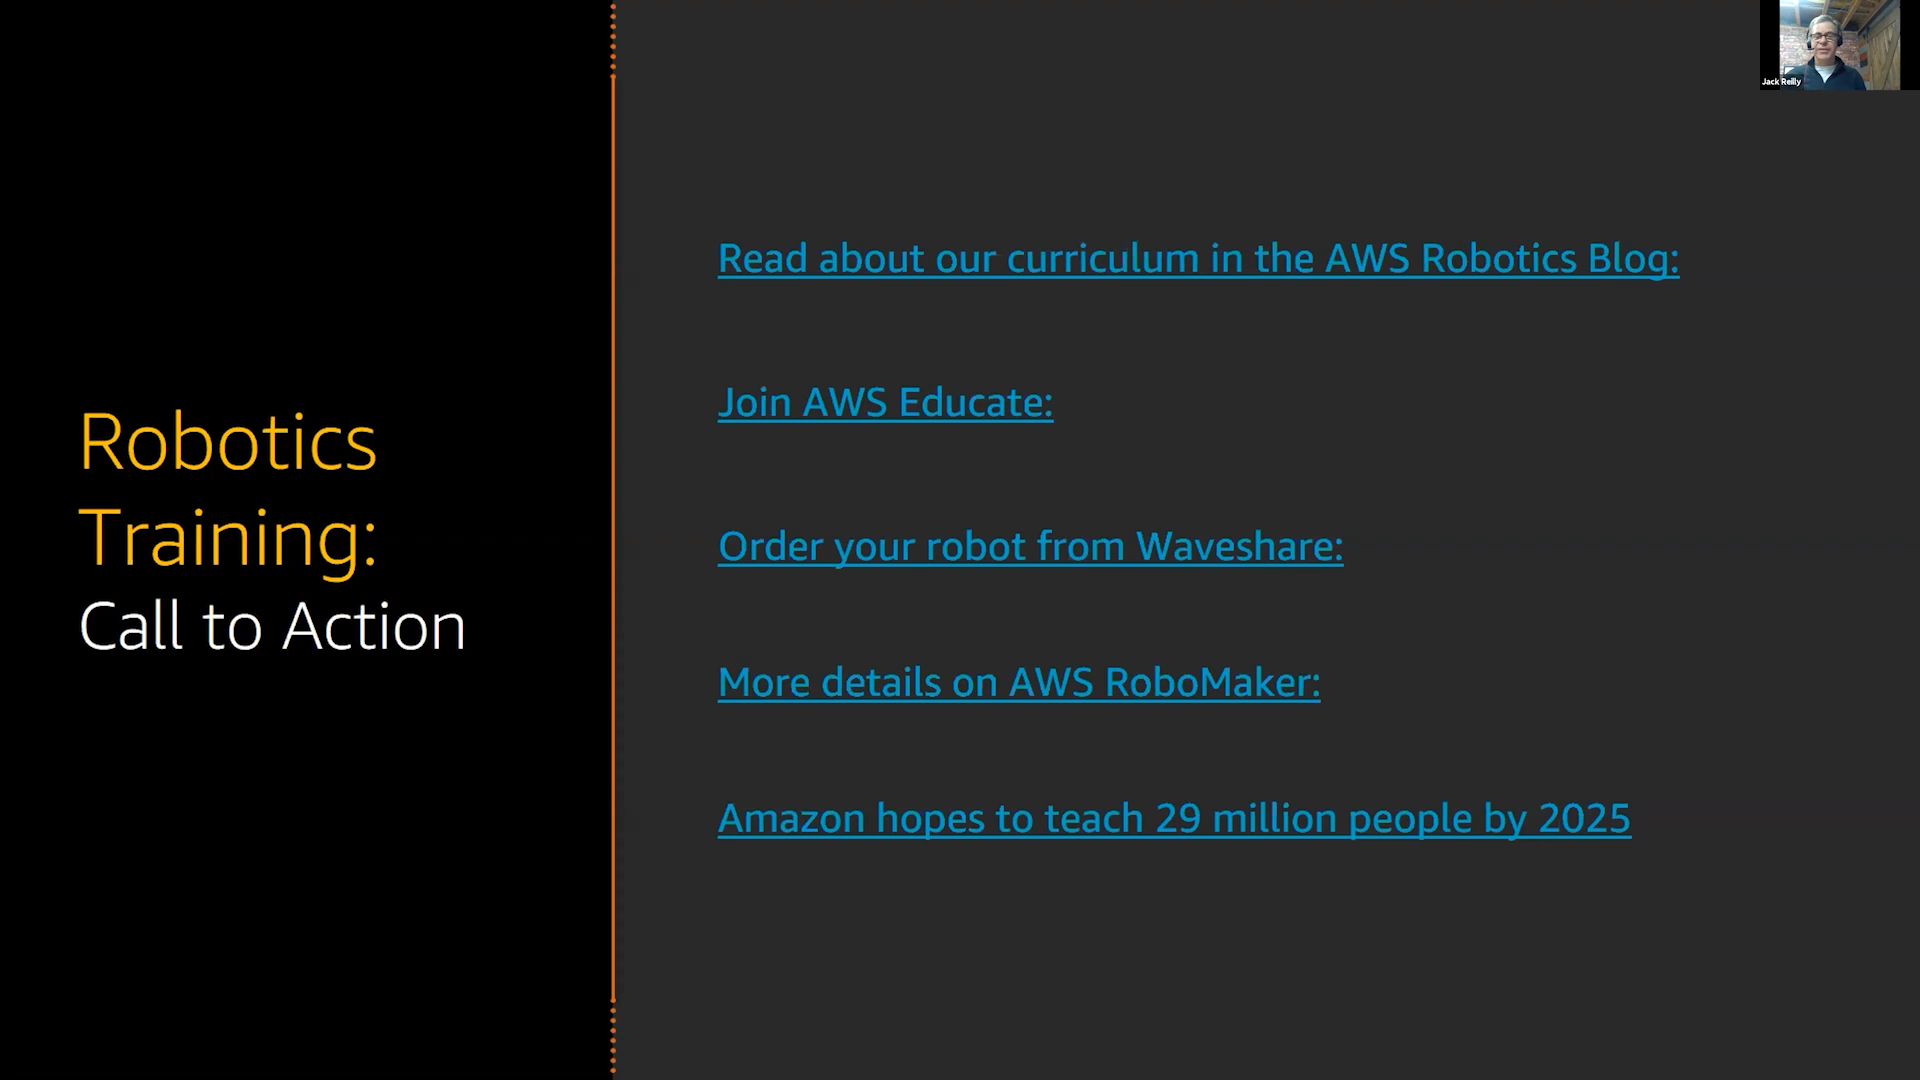 Robotics
Training:
Call to Action
Read about our curriculum in the AWS Robotics Blog:
Join AWS Educate:
Order your robot from Waveshare:
More details on AWS RoboMaker:
Amazon hopes to teach 29 million people by 2025
Jack Reilly